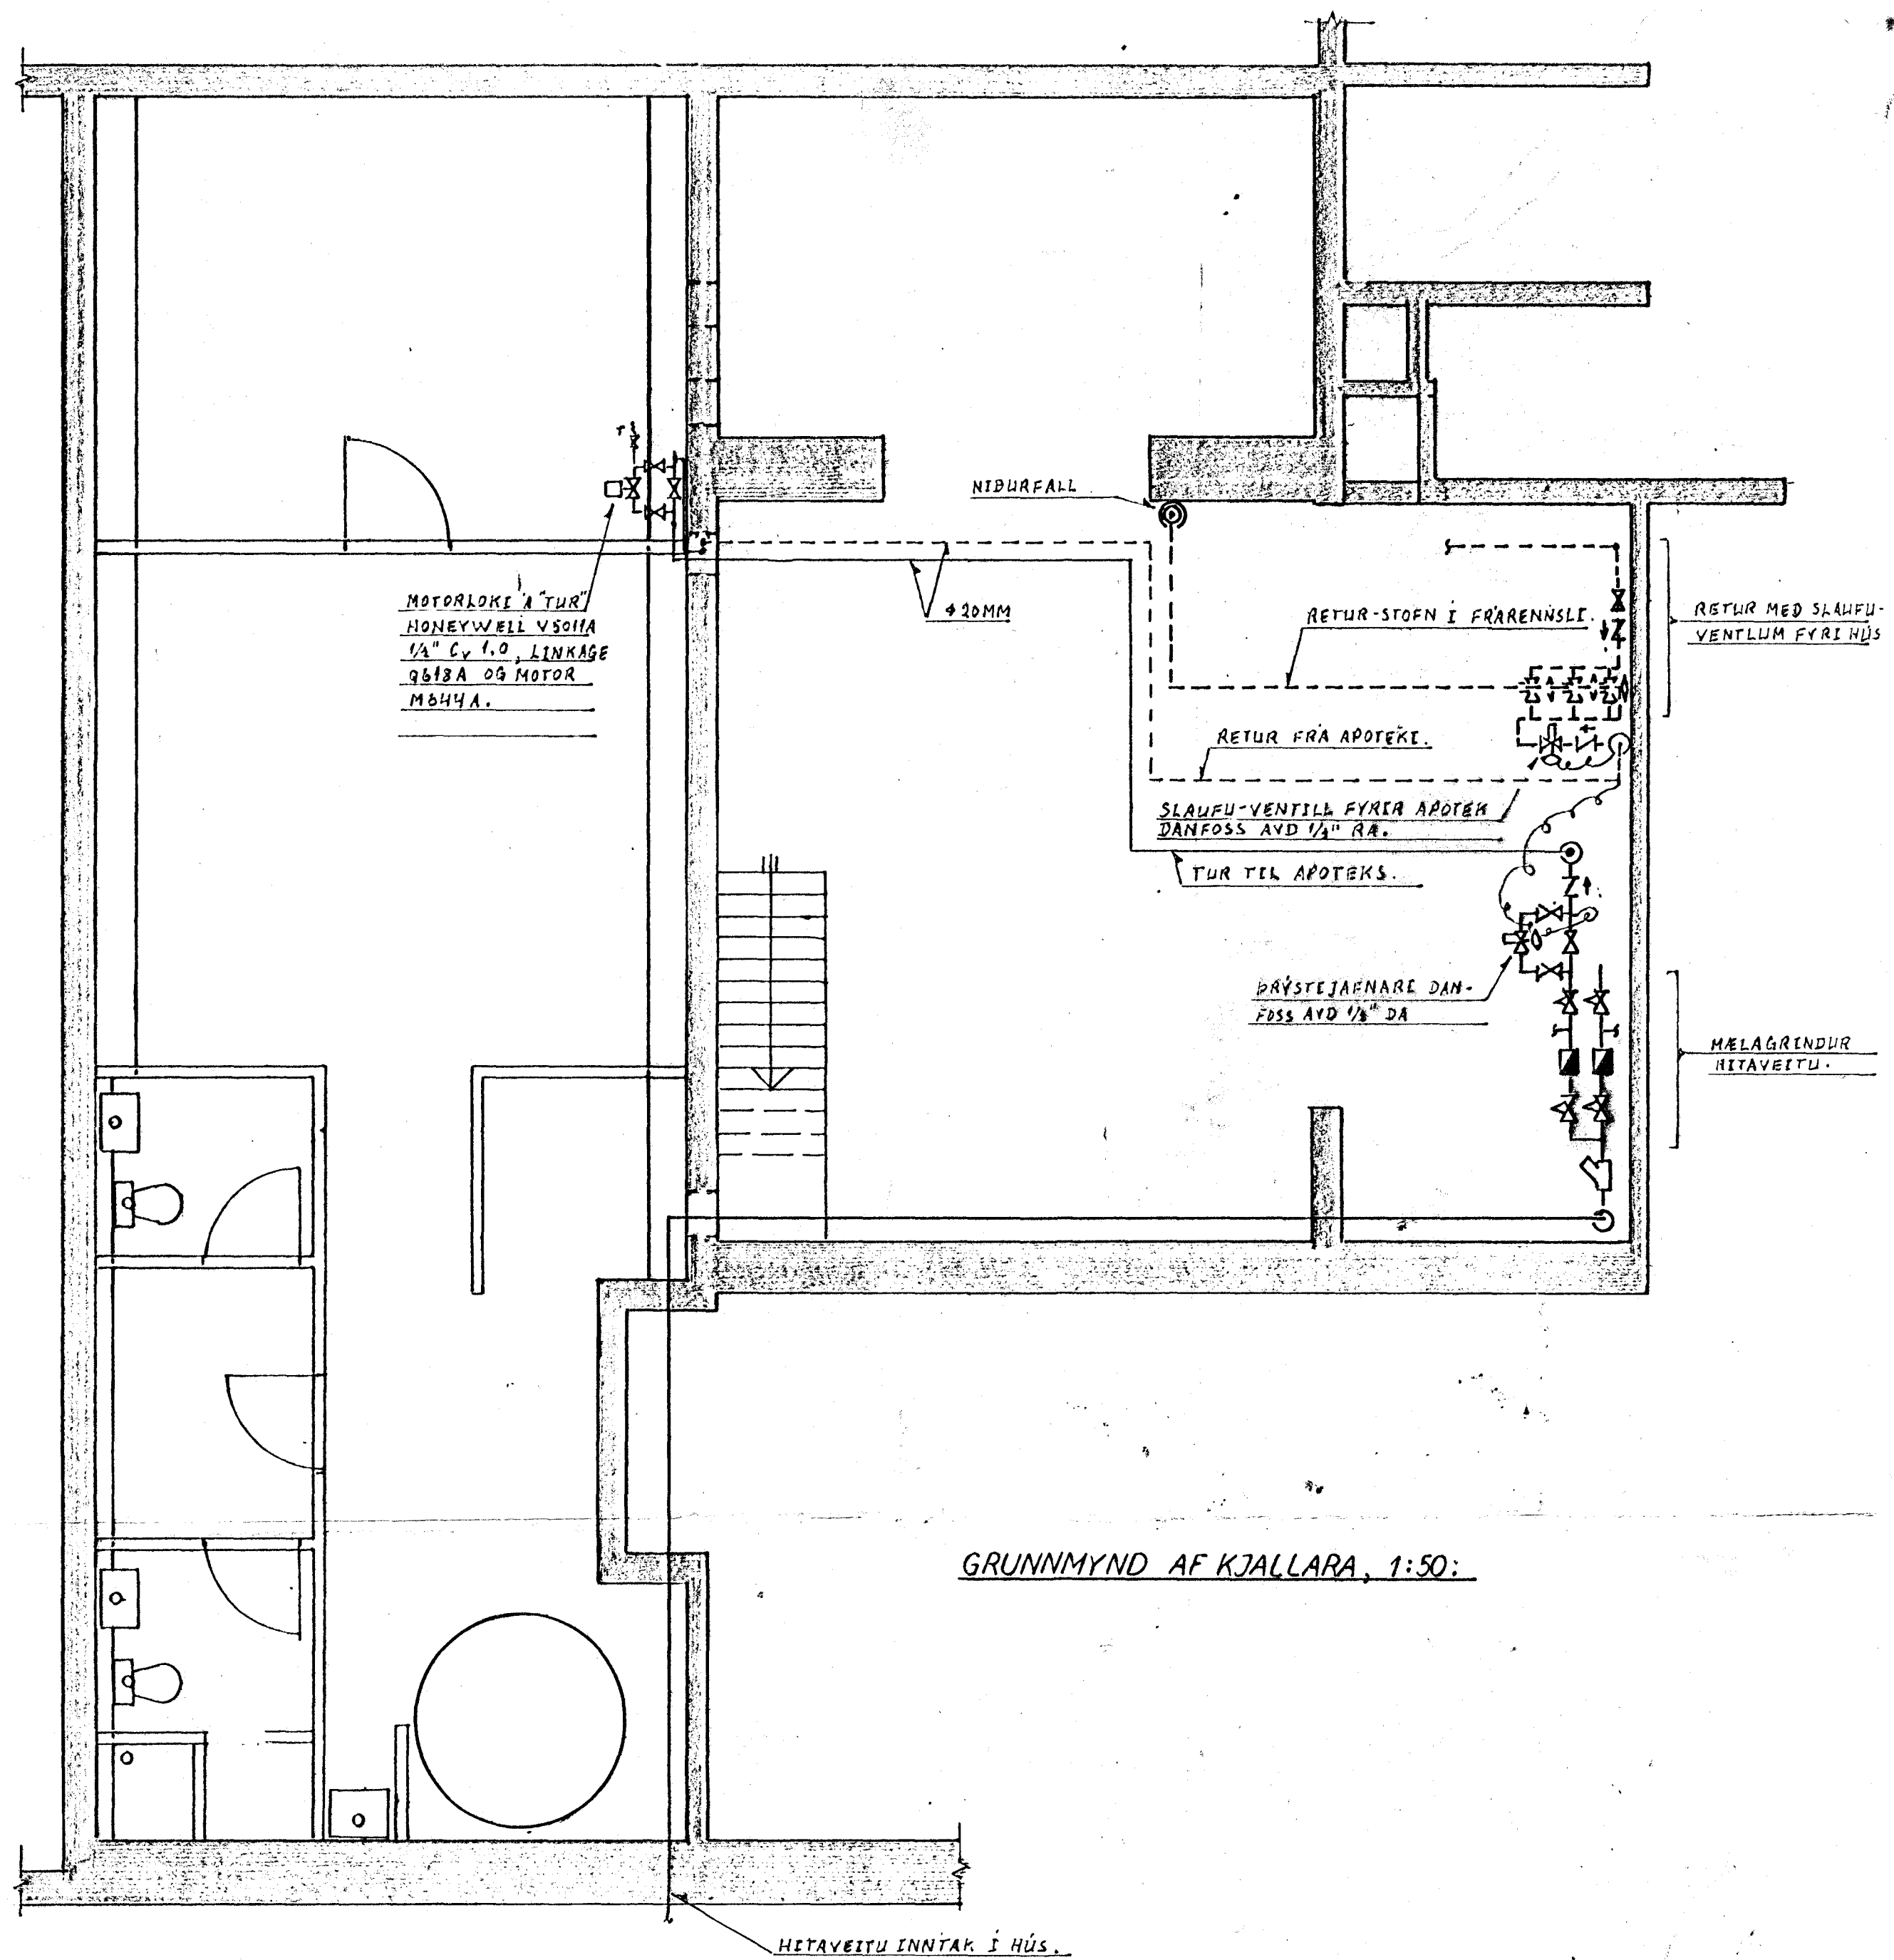 NIÐURFALL
MOTORLOKI Á "TUR"
HONEYWELL V5011A
1/2" Cv 1.0, LINKAGE
Q618A OG MOTOR
M644A.
⌀20MM
RETUR-STOFN Í FRÁRENNSLI.
RETUR MED SLAUFU-
VENTLUM FYRI HÚS
RETUR FRÁ APOTEKI.
SLAUFU-VENTILL FYRIR APOTEK
DANFOSS AVD 1/2" RA.
TUR TIL APOTEKS.
ÞRÝSTIJAFNARI DAN-
FOSS AVD 1/2" DA
MÆLAGRINDUR
HITAVEITU.
GRUNNMYND AF KJALLARA, 1:50:
HITAVEITU INNTAK Í HÚS.